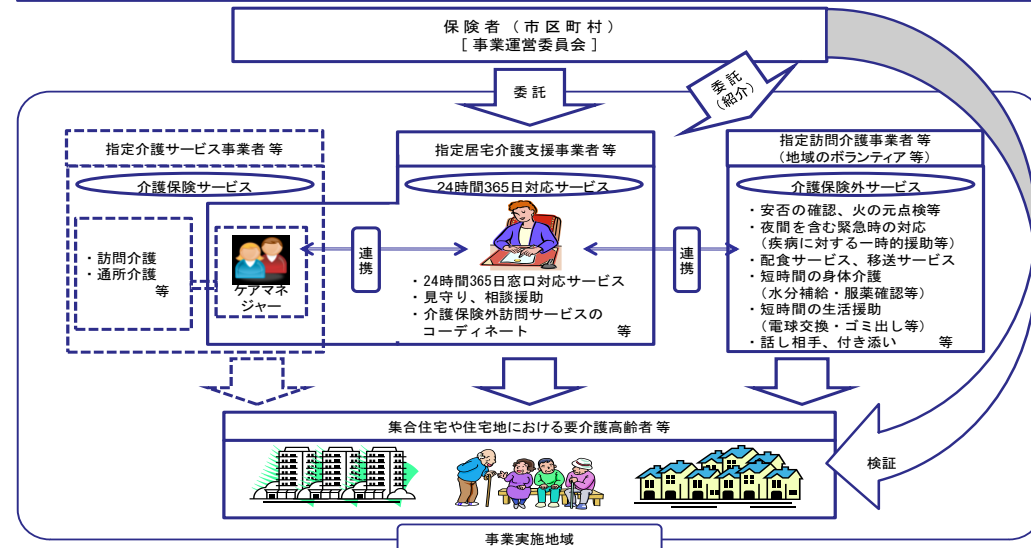 保険者(市区町村)
[事業運営委員会]
委託
委託
(紹介)
指定介護サービス事業者等
介護保険サービス
・訪問介護
・通所介護
等
ケアマネ
ジャー
連携
指定居宅介護支援事業者等
24時間365日対応サービス
・24時間365日窓口対応サービス
・見守り、相談援助
・介護保険外訪問サービスの
コーディネート 等
連携
指定訪問介護事業者等
(地域のボランティア等)
介護保険外サービス
・安否の確認、火の元点検等
・夜間を含む緊急時の対応
(疾病に対する一時的援助等)
・配食サービス、移送サービス
・短時間の身体介護
(水分補給・服薬確認等)
・短時間の生活援助
(電球交換・ゴミ出し等)
・話し相手、付き添い 等
集合住宅や住宅地における要介護高齢者等
検証
事業実施地域